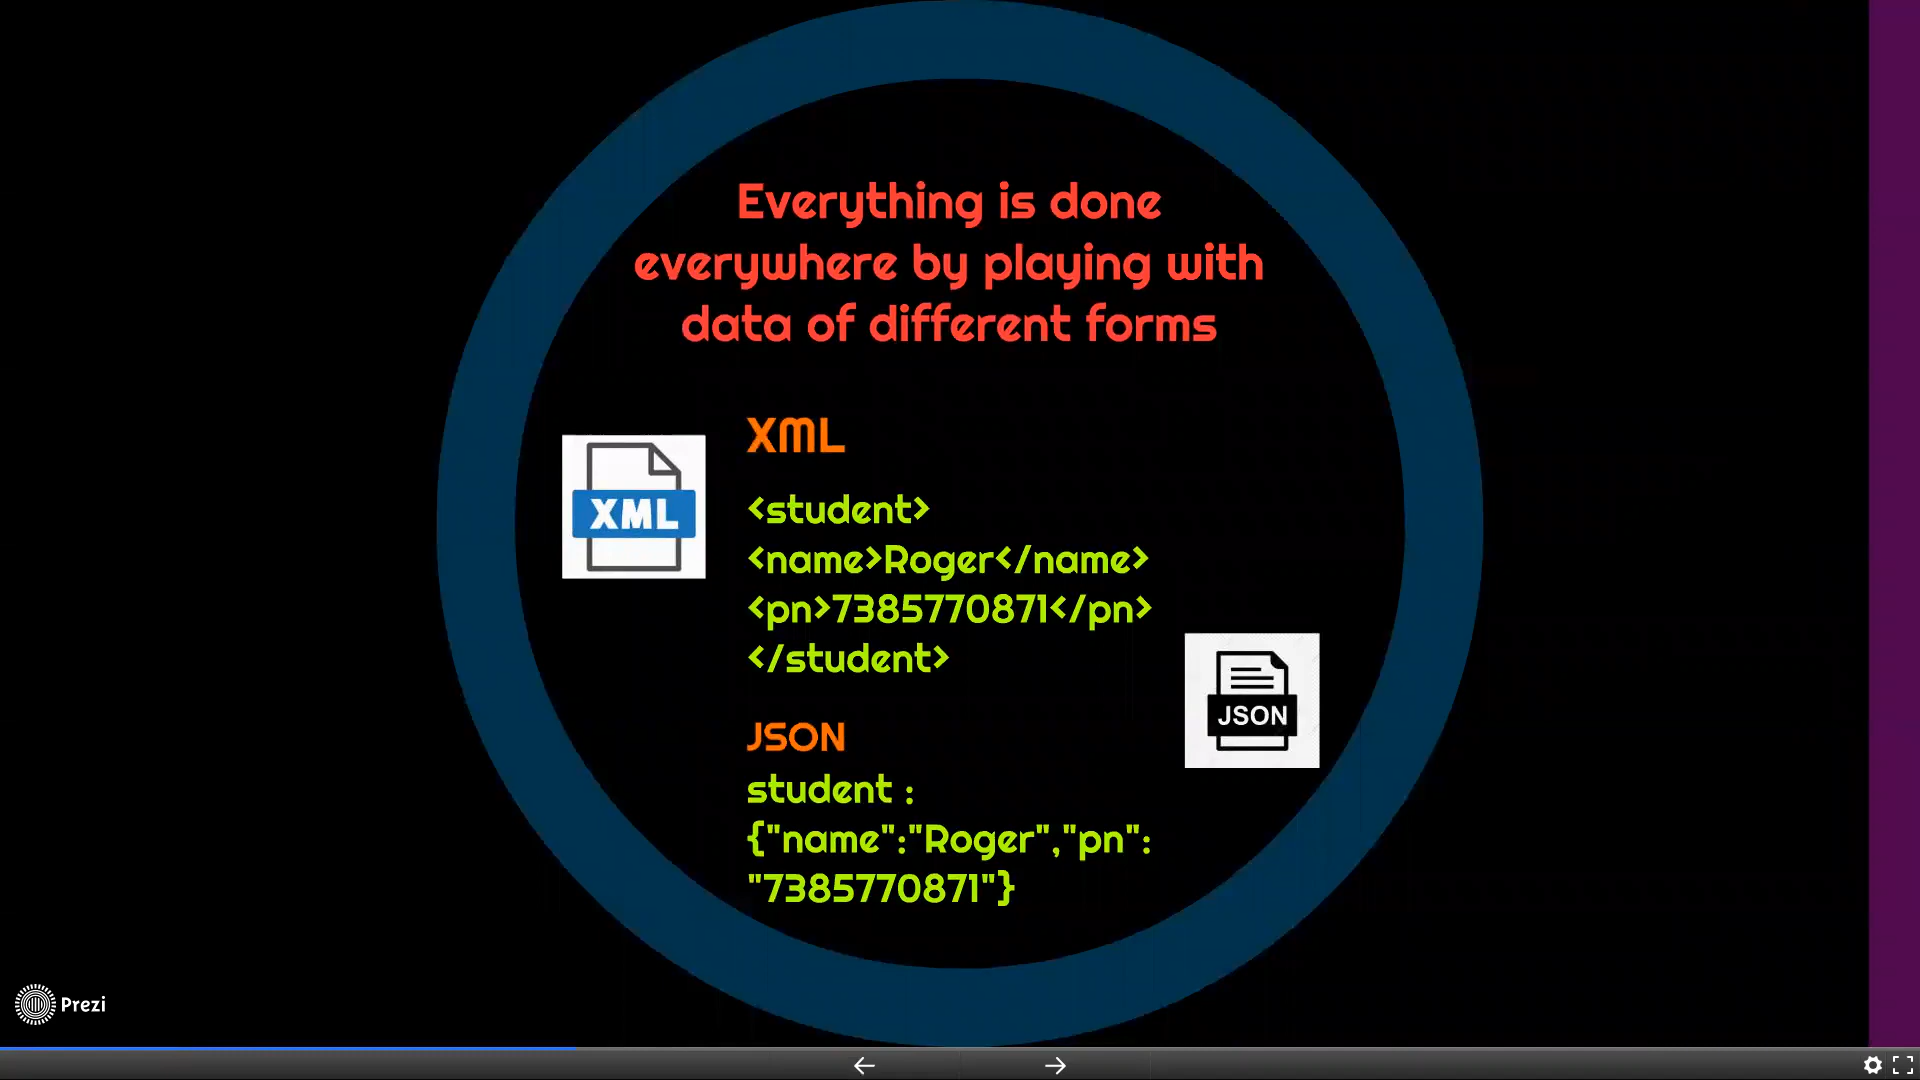 Everything is done
everywhere by playing with
data of different forms
XML
XML
<student>
<name>Roger</name>
<pn>7385770871</pn>
</student>
JSON
JSON
student :
{"name":"Roger","pn":
"7385770871"}
Prezi